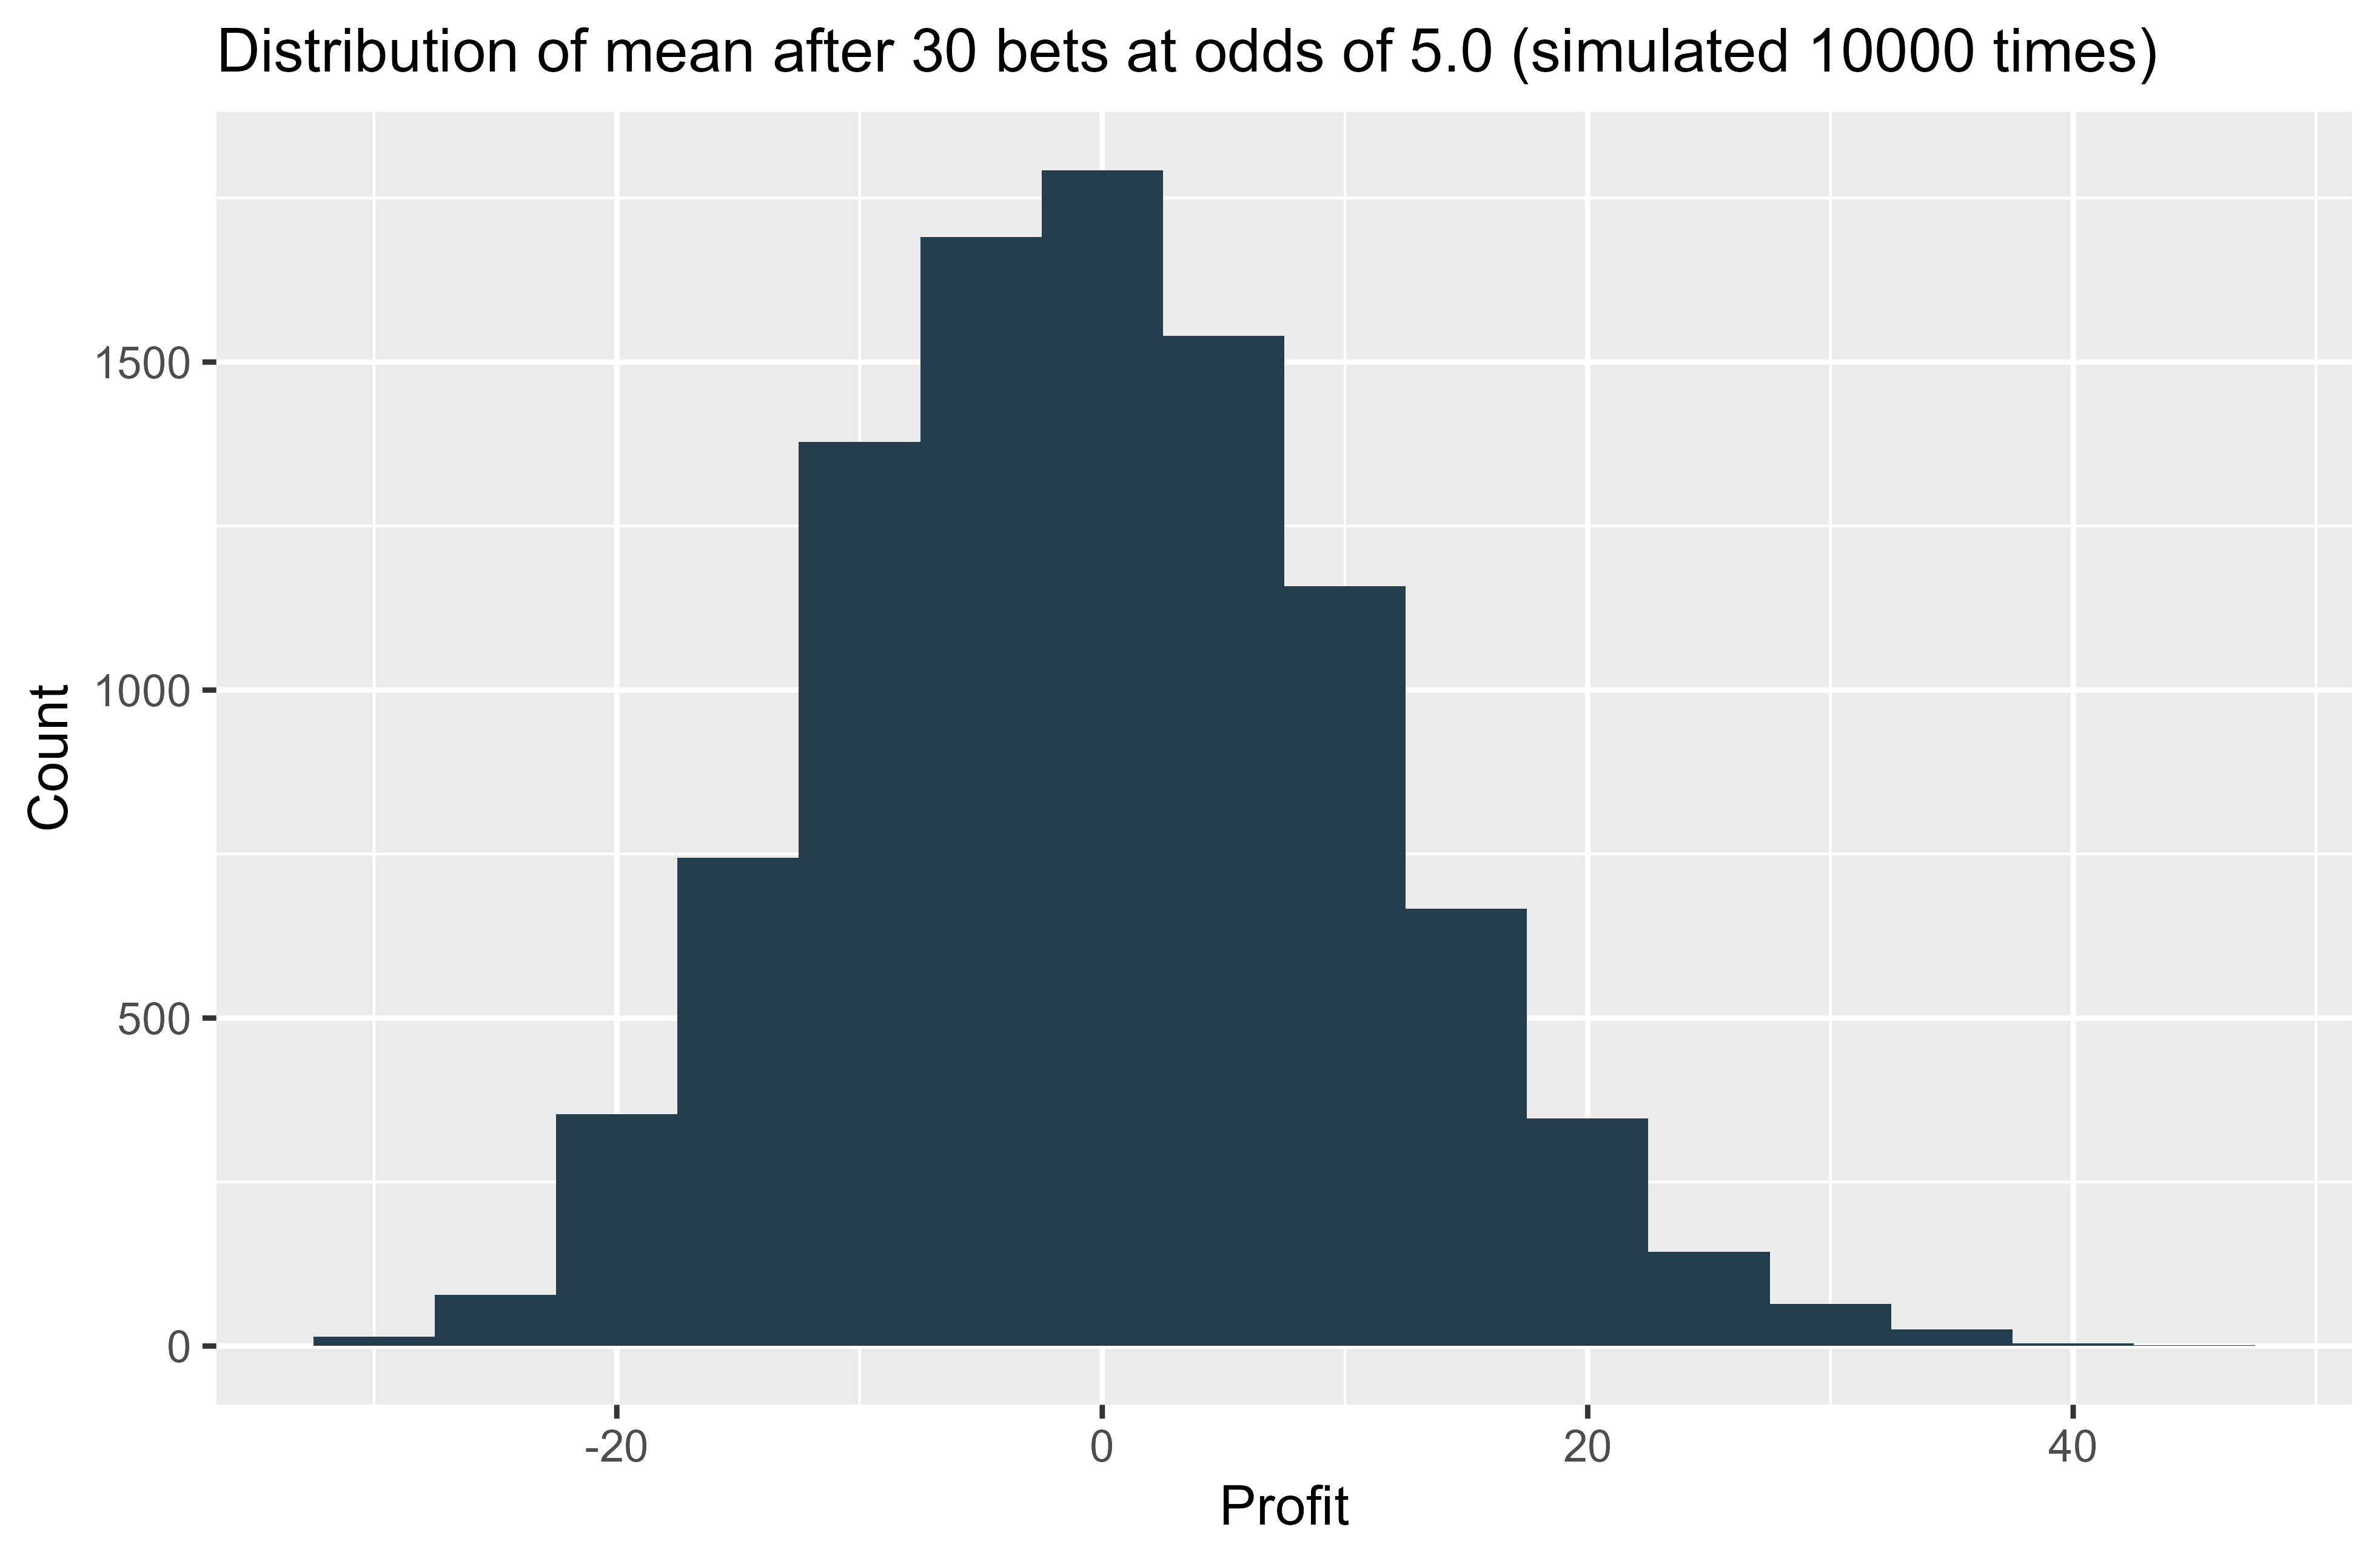 Distribution of mean after 30 bets at odds of 5.0 (simulated 10000 times)
Count
1500
1000
500
0
-20 0 20 40
Profit